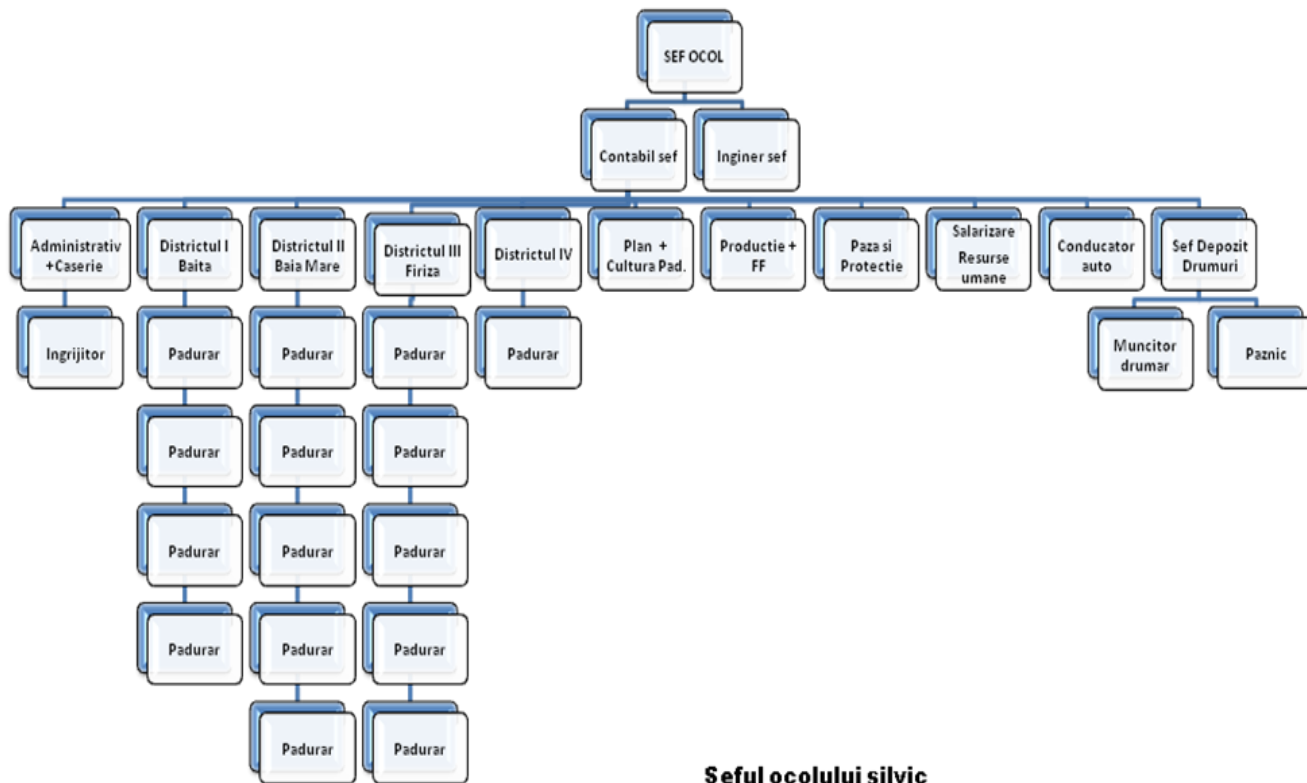 SEF OCOL
Contabil sef
Inginer sef
Administrativ
+Caserie
Districtul I
Baita
Districtul II
Baia Mare
Districtul III
Firiza
Districtul IV
Plan +
Cultura Pad.
Productie +
FF
Paza si
Protectie
Salarizare
Resurse
umane
Conducator
auto
Sef Depozit
Drumuri
Ingrijitor
Padurar
Padurar
Padurar
Padurar
Muncitor
drumar
Paznic
Padurar
Padurar
Padurar
Padurar
Padurar
Padurar
Padurar
Padurar
Padurar
Padurar
Padurar
Seful ocolului silvic